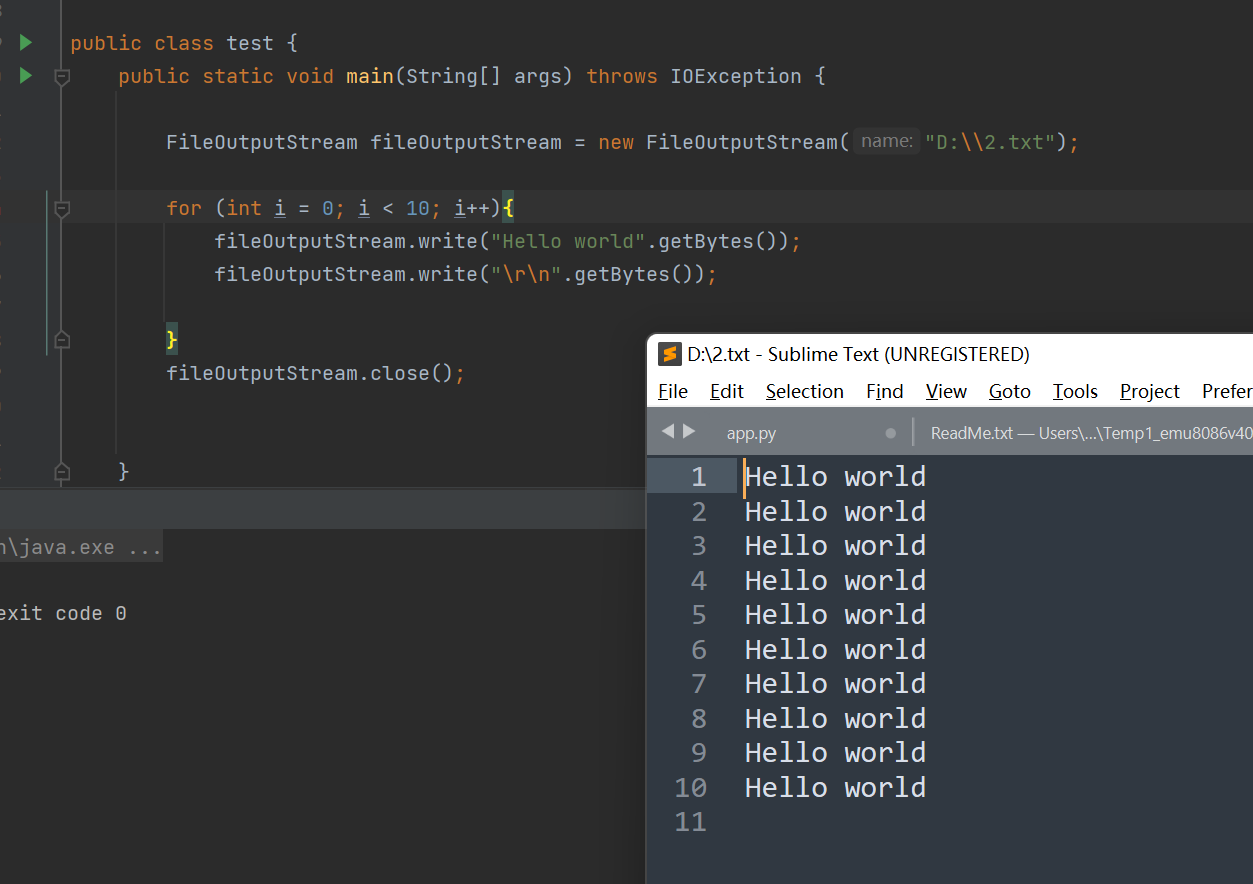 public class test {
public static void main(String[] args) throws IOException {
FileOutputStream fileOutputStream = new FileOutputStream( name: "D:\\2.txt");
for (int i = 0; i < 10; i++){
fileOutputStream.write("Hello world".getBytes());
fileOutputStream.write("\r\n".getBytes());
}
fileOutputStream.close();
}
\java.exe ...
exit code 0
D:\2.txt - Sublime Text (UNREGISTERED)
File Edit Selection Find View Goto Tools Project Prefer
app.py ReadMe.txt — Users\...\Temp1_emu8086v40
1 Hello world
2 Hello world
3 Hello world
4 Hello world
5 Hello world
6 Hello world
7 Hello world
8 Hello world
9 Hello world
10 Hello world
11